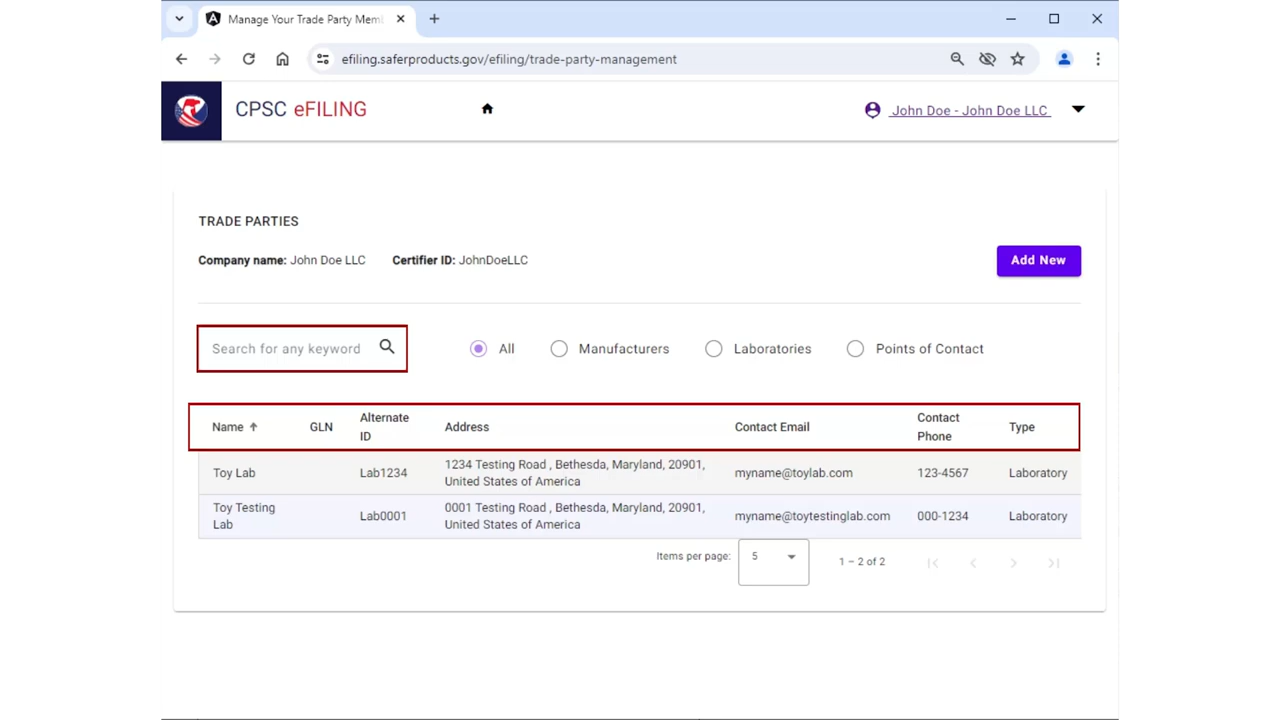 Manage Your Trade Party Mem
efiling.saferproducts.gov/efiling/trade-party-management
CPSC eFILING
John Doe - John Doe LLC
TRADE PARTIES
Company name: John Doe LLC Certifier ID: JohnDoeLLC
Add New
Search for any keyword
All Manufacturers Laboratories Points of Contact
Name GLN Alternate ID Address Contact Email Contact Phone Type
Toy Lab Lab1234 1234 Testing Road , Bethesda, Maryland, 20901, United States of America myname@toylab.com 123-4567 Laboratory
Toy Testing Lab Lab0001 0001 Testing Road , Bethesda, Maryland, 20901, United States of America myname@toytestinglab.com 000-1234 Laboratory
Items per page: 5 1 – 2 of 2